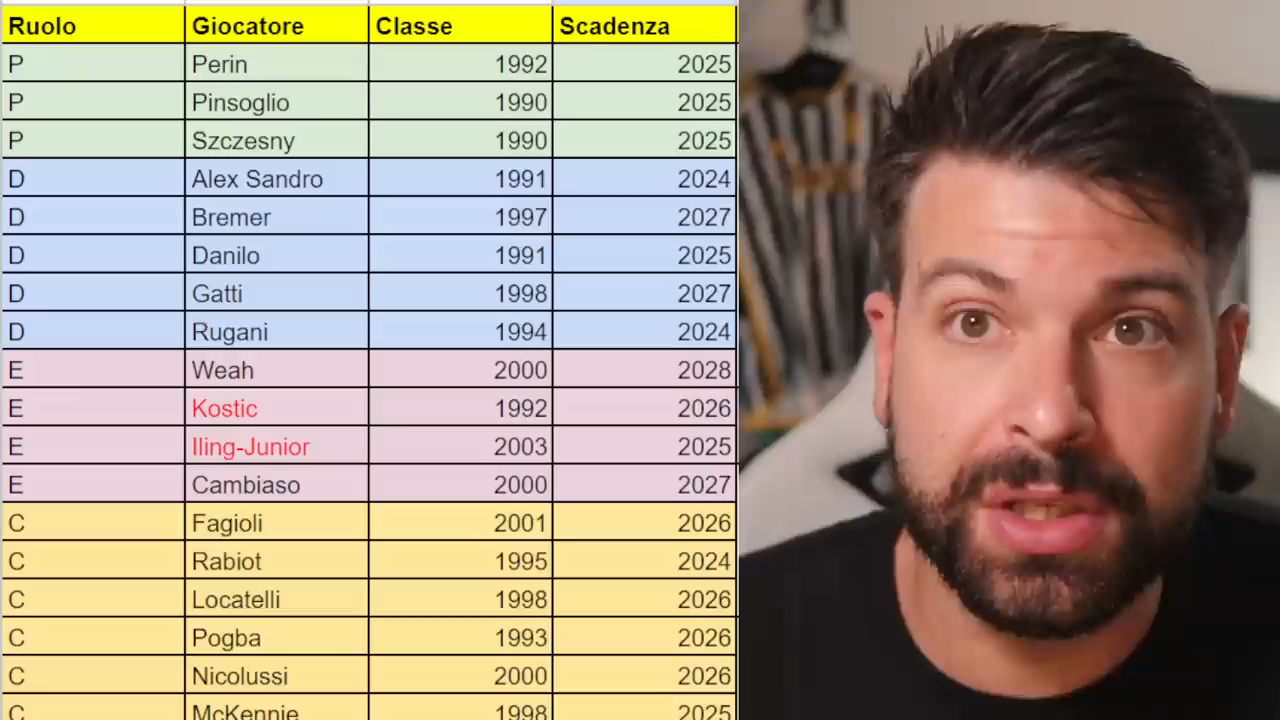 Ruolo Giocatore Classe Scadenza
P Perin 1992 2025
P Pinsoglio 1990 2025
P Szczesny 1990 2025
D Alex Sandro 1991 2024
D Bremer 1997 2027
D Danilo 1991 2025
D Gatti 1998 2027
D Rugani 1994 2024
E Weah 2000 2028
E Kostic 1992 2026
E Iling-Junior 2003 2025
E Cambiaso 2000 2027
C Fagioli 2001 2026
C Rabiot 1995 2024
C Locatelli 1998 2026
C Pogba 1993 2026
C Nicolussi 2000 2026
C McKennie 1998 2025